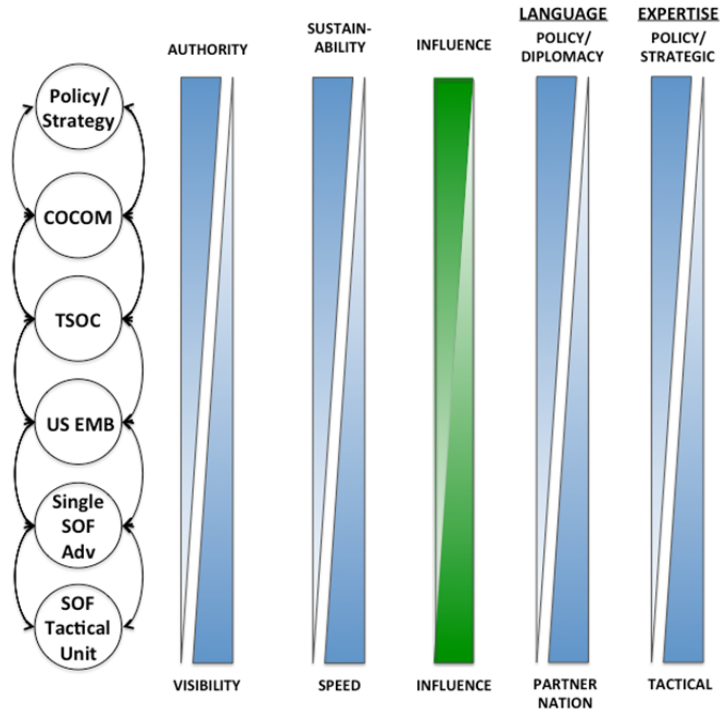 LANGUAGE
EXPERTISE
AUTHORITY
SUSTAIN-
ABILITY
INFLUENCE
POLICY/
DIPLOMACY
POLICY/
STRATEGIC
Policy/
Strategy
COCOM
TSOC
US EMB
Single
SOF
Adv
SOF
Tactical
Unit
VISIBILITY
SPEED
INFLUENCE
PARTNER
NATION
TACTICAL